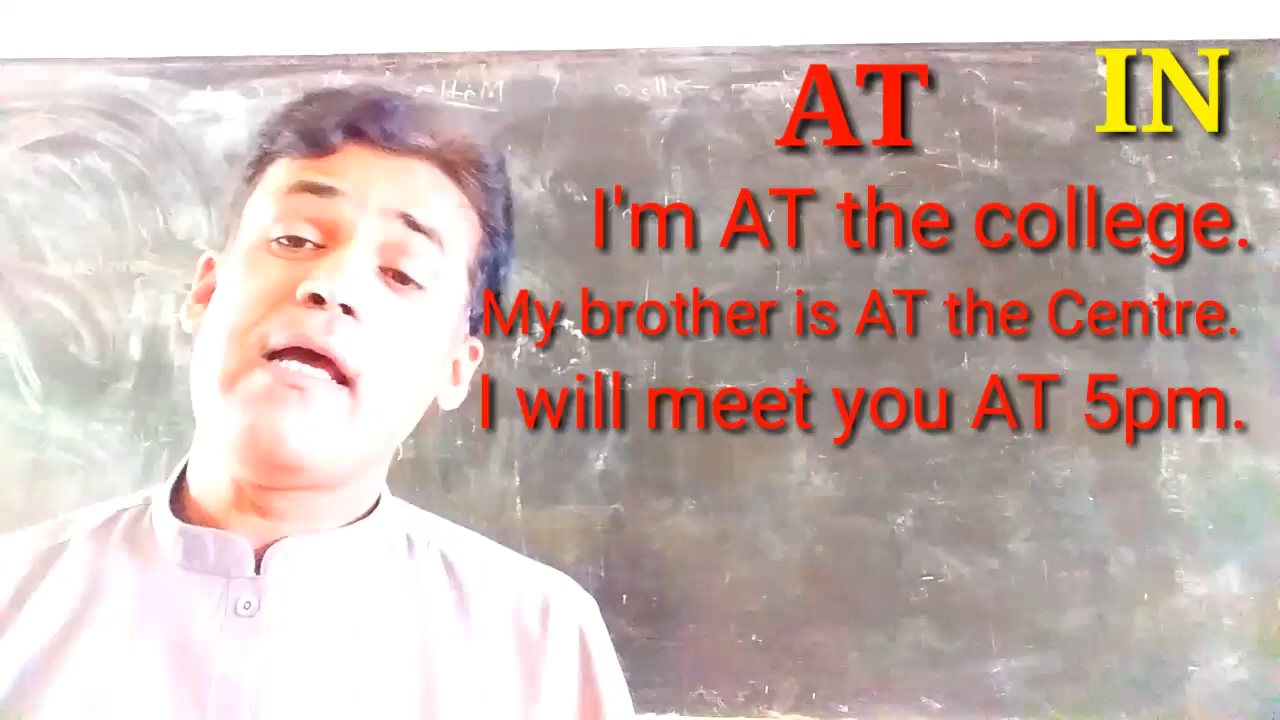 AT IN
I'm AT the college.
My brother is AT the Centre.
I will meet you AT 5pm.